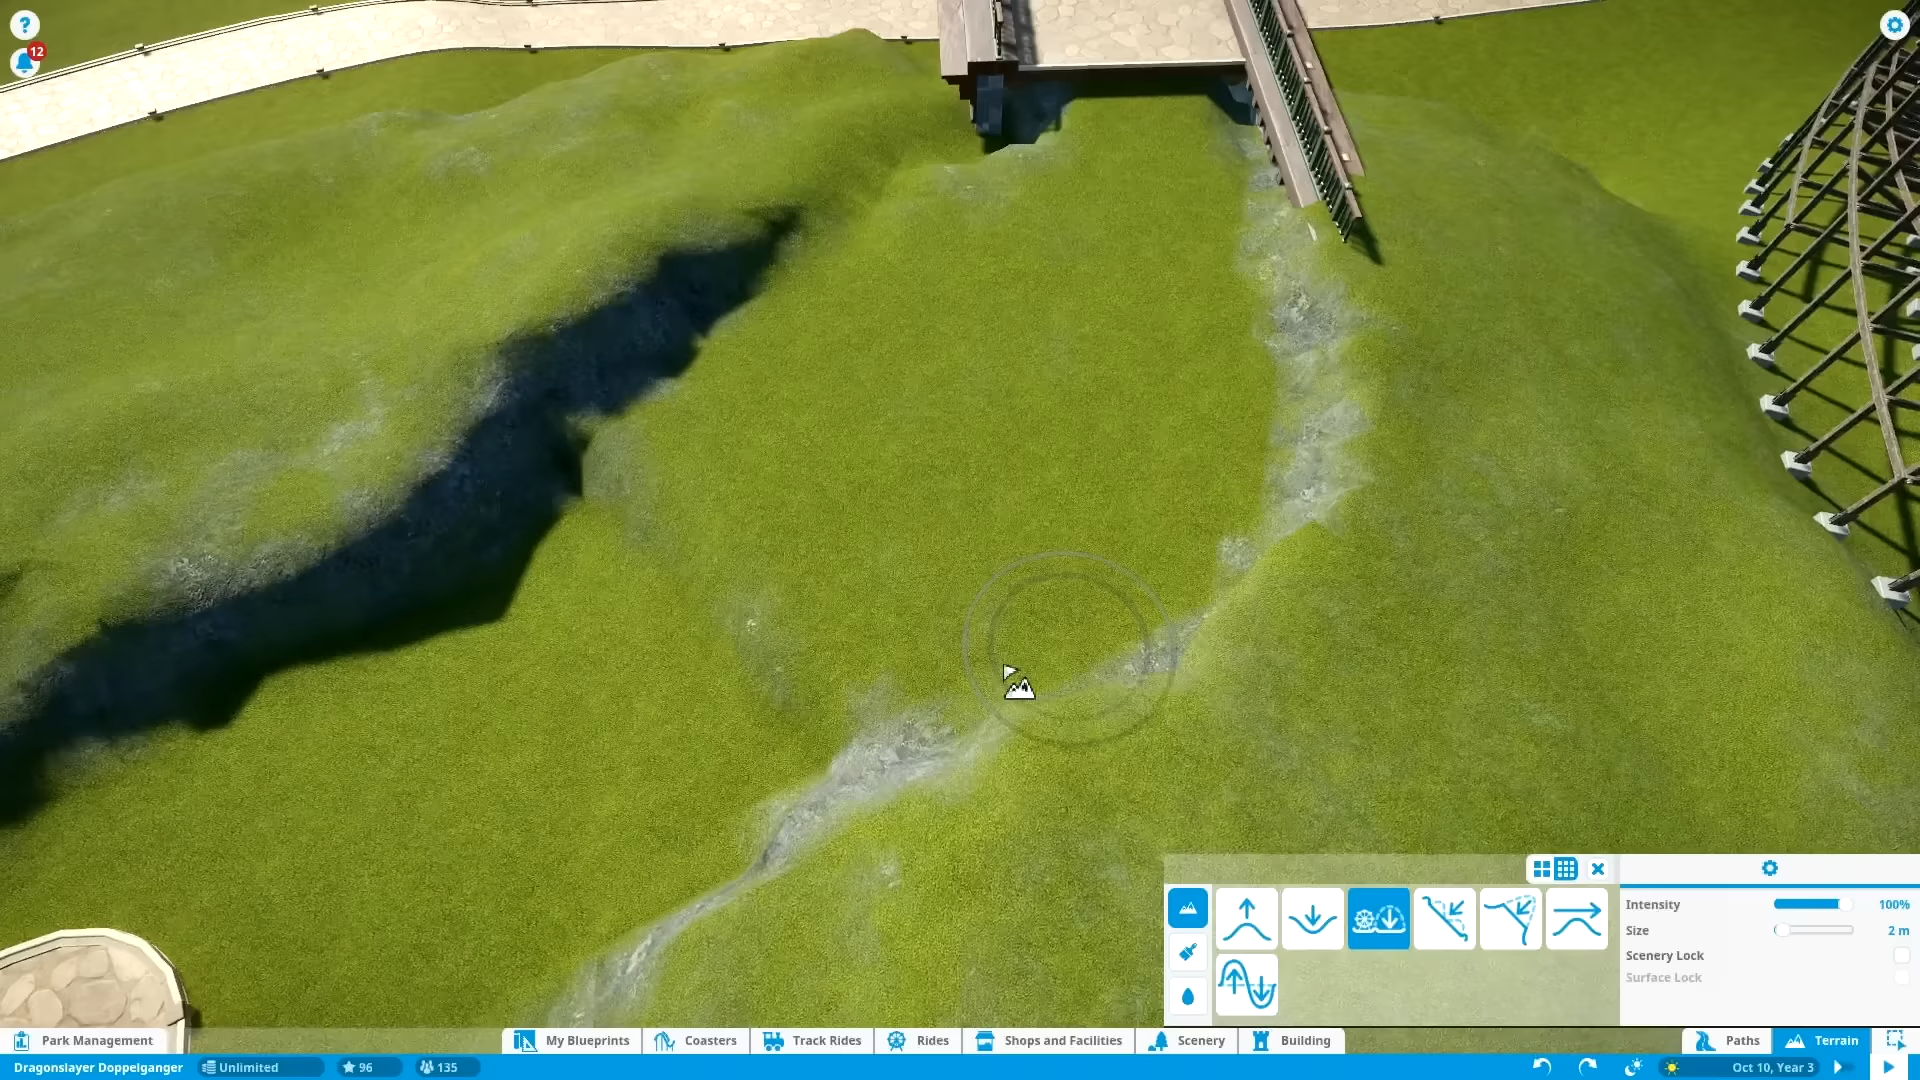 ?
12
Intensity 100%
Size 2 m
Scenery Lock
Surface Lock
Park Management
My Blueprints
Coasters
Track Rides
Rides
Shops and Facilities
Scenery
Building
Paths
Terrain
Dragonslayer Doppelganger
Unlimited
96
135
Oct 10, Year 3